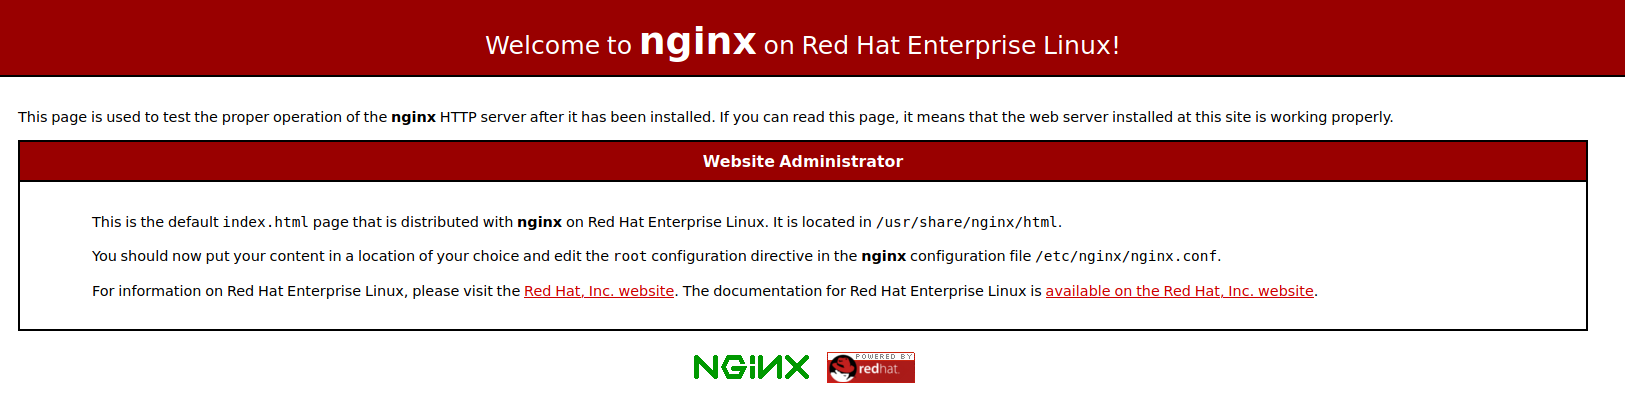 Welcome to nginx on Red Hat Enterprise Linux!
This page is used to test the proper operation of the nginx HTTP server after it has been installed. If you can read this page, it means that the web server installed at this site is working properly.
Website Administrator
This is the default index.html page that is distributed with nginx on Red Hat Enterprise Linux. It is located in /usr/share/nginx/html.
You should now put your content in a location of your choice and edit the root configuration directive in the nginx configuration file /etc/nginx/nginx.conf.
For information on Red Hat Enterprise Linux, please visit the Red Hat, Inc. website. The documentation for Red Hat Enterprise Linux is available on the Red Hat, Inc. website.
NGiNX
POWERED BY
redhat.